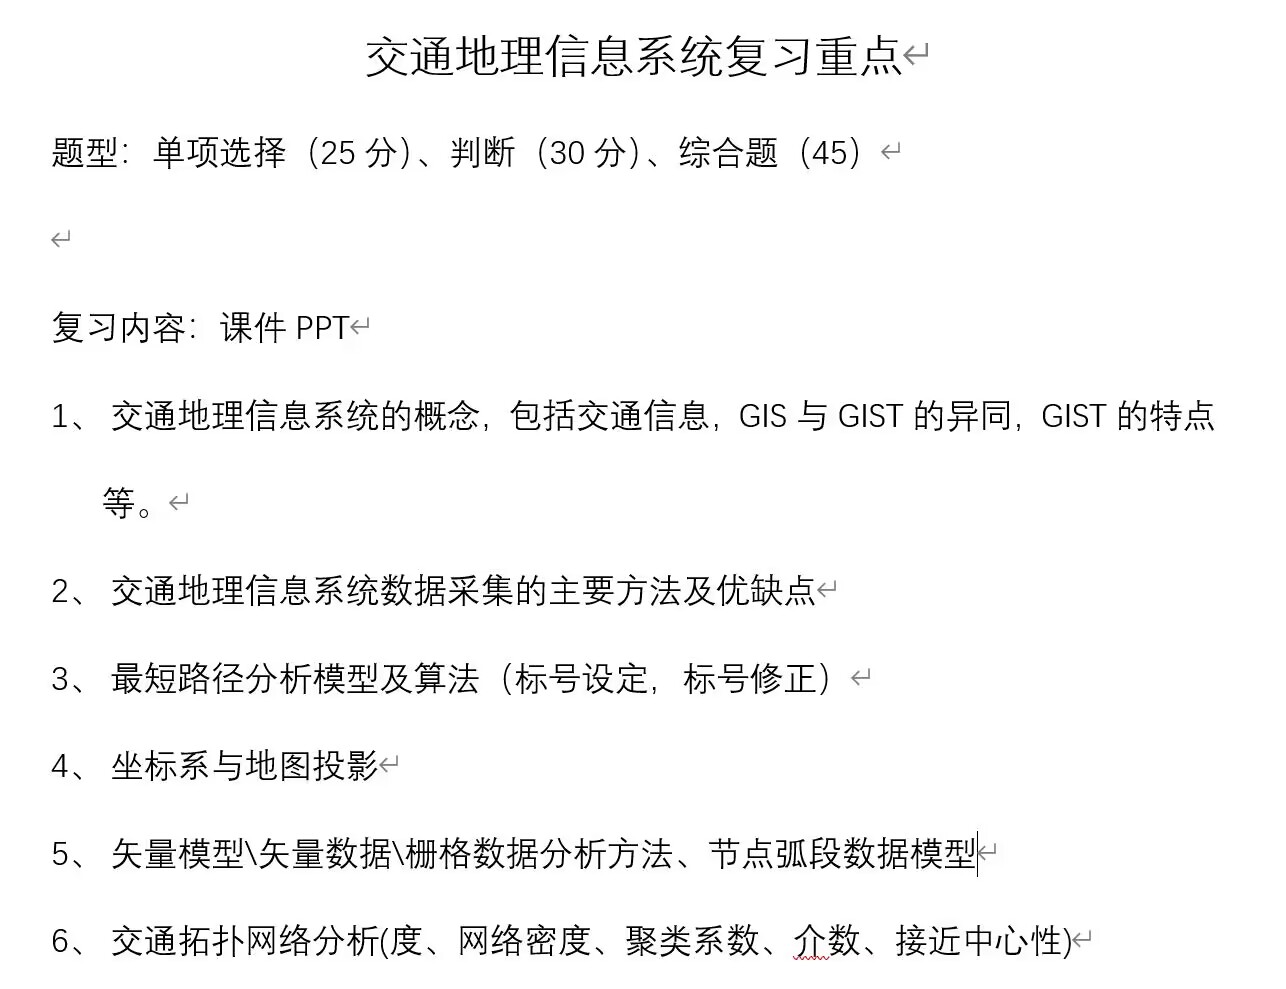 交通地理信息系统复习重点
题型：单项选择（25 分）、判断（30 分）、综合题（45）
复习内容：课件 PPT
1、 交通地理信息系统的概念，包括交通信息，GIS 与 GIST 的异同，GIST 的特点
等。
2、 交通地理信息系统数据采集的主要方法及优缺点
3、 最短路径分析模型及算法（标号设定，标号修正）
4、 坐标系与地图投影
5、 矢量模型\矢量数据\栅格数据分析方法、节点弧段数据模型
6、 交通拓扑网络分析(度、网络密度、聚类系数、介数、接近中心性)